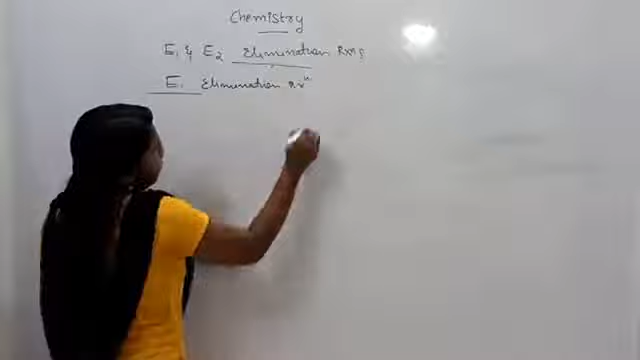 Chemistry
E₁ & E₂ Elimination Rxns
E₁ Elimination Rxⁿ